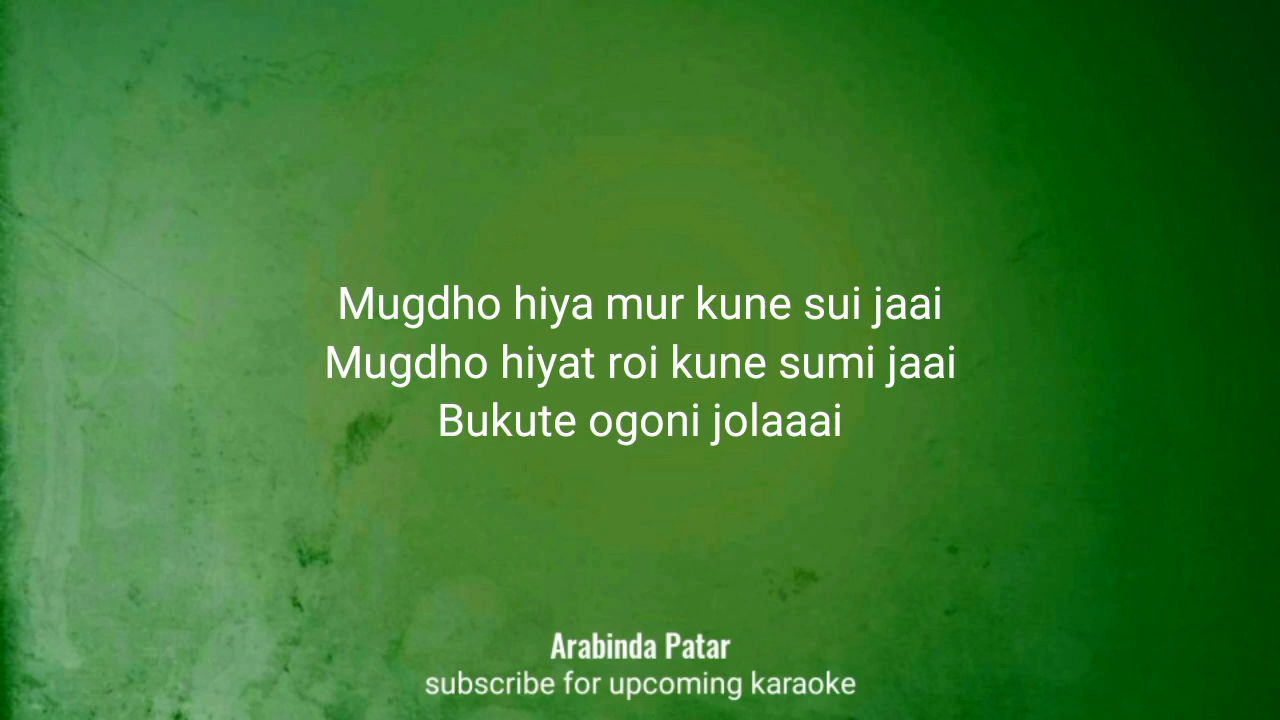 Mugdho hiya mur kune sui jaai
Mugdho hiyat roi kune sumi jaai
Bukute ogoni jolaaai
Arabinda Patar
subscribe for upcoming karaoke